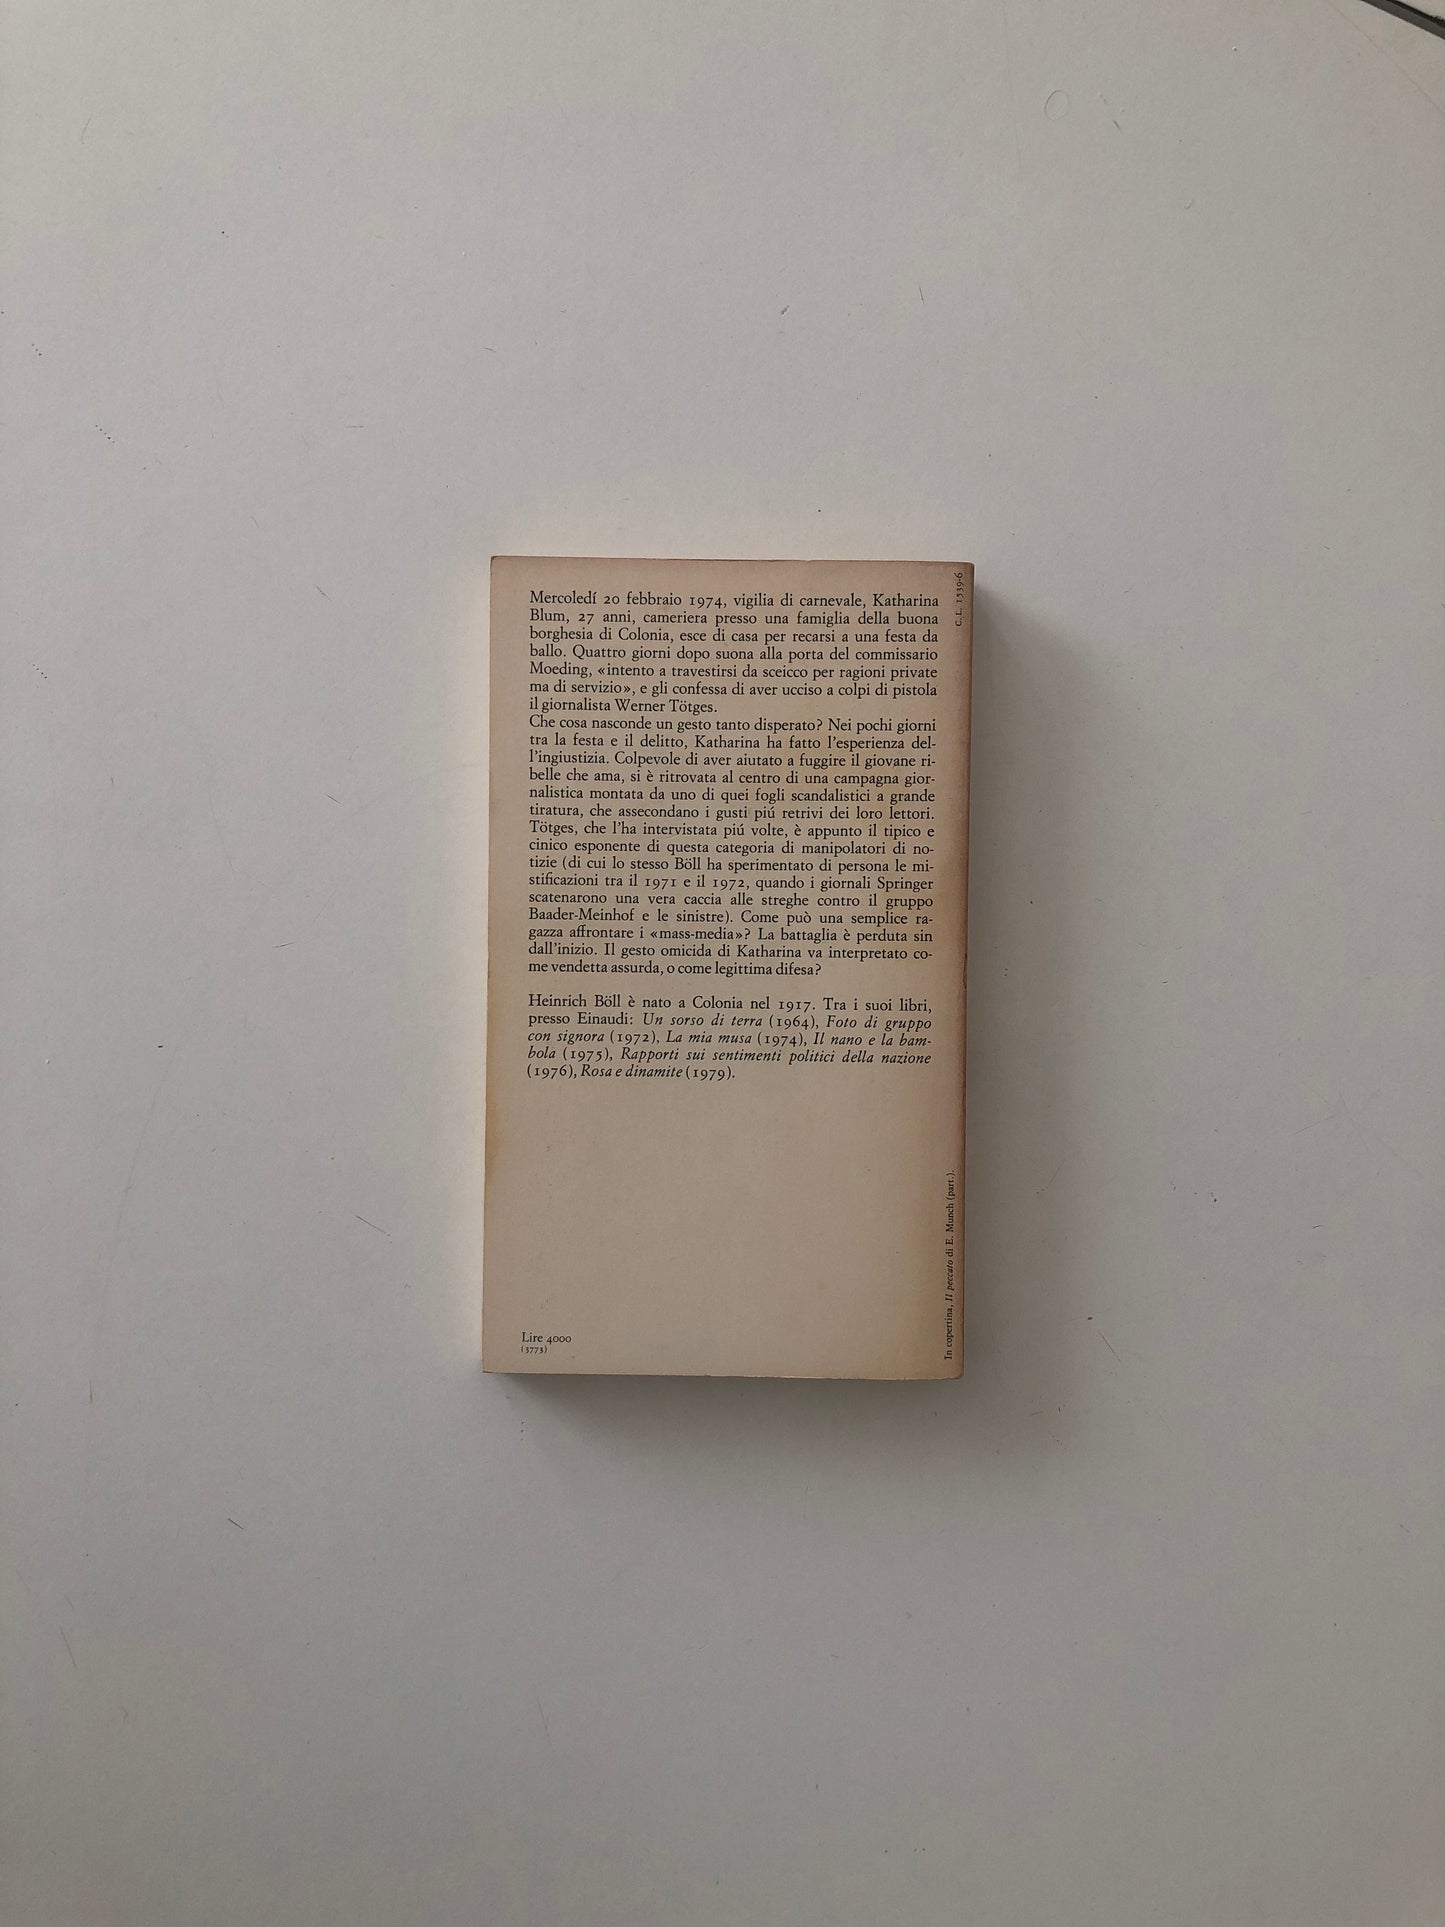 Mercoledí 20 febbraio 1974, vigilia di carnevale, Katharina
Blum, 27 anni, cameriera presso una famiglia della buona
borghesia di Colonia, esce di casa per recarsi a una festa da
ballo. Quattro giorni dopo suona alla porta del commissario
Moeding, «intento a travestirsi da sceicco per ragioni private
ma di servizio», e gli confessa di aver ucciso a colpi di pistola
il giornalista Werner Tötges.
Che cosa nasconde un gesto tanto disperato? Nei pochi giorni
tra la festa e il delitto, Katharina ha fatto l'esperienza del-
l'ingiustizia. Colpevole di aver aiutato a fuggire il giovane ri-
belle che ama, si è ritrovata al centro di una campagna gior-
nalistica montata da uno di quei fogli scandalistici a grande
tiratura, che assecondano i gusti piú retrivi dei loro lettori.
Tötges, che l'ha intervistata piú volte, è appunto il tipico e
cinico esponente di questa categoria di manipolatori di no-
tizie (di cui lo stesso Böll ha sperimentato di persona le mi-
stificazioni tra il 1971 e il 1972, quando i giornali Springer
scatenarono una vera caccia alle streghe contro il gruppo
Baader-Meinhof e le sinistre). Come può una semplice ra-
gazza affrontare i «mass-media»? La battaglia è perduta sin
dall'inizio. Il gesto omicida di Katharina va interpretato co-
me vendetta assurda, o come legittima difesa?
Heinrich Böll è nato a Colonia nel 1917. Tra i suoi libri,
presso Einaudi: Un sorso di terra (1964), Foto di gruppo
con signora (1972), La mia musa (1974), Il nano e la bam-
bola (1975), Rapporti sui sentimenti politici della nazione
(1976), Rosa e dinamite (1979).
Lire 4000
(3773)
C. L. 1539-6
In copertina, Il peccato di E. Munch (part.).